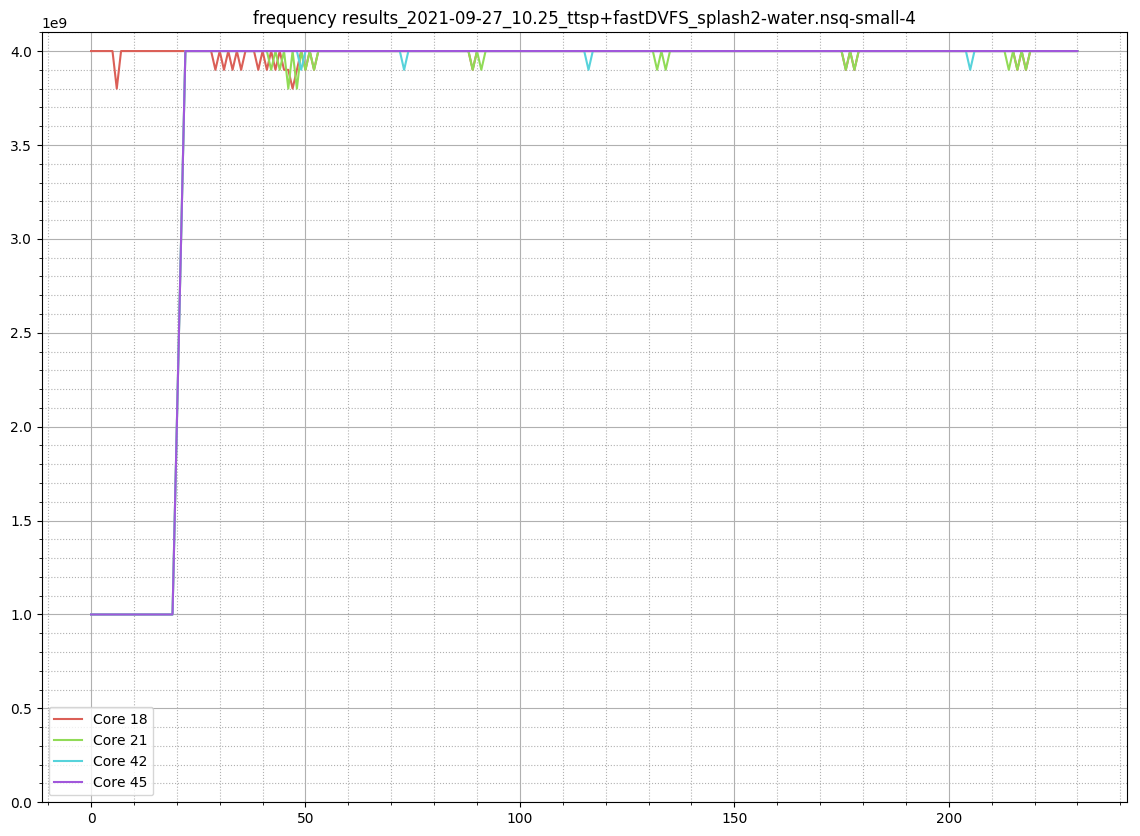 frequency results_2021-09-27_10.25_ttsp+fastDVFS_splash2-water.nsq-small-4
1e9
4.0
3.5
3.0
2.5
2.0
1.5
1.0
0.5
0.0
Core 18
Core 21
Core 42
Core 45
0 50 100 150 200